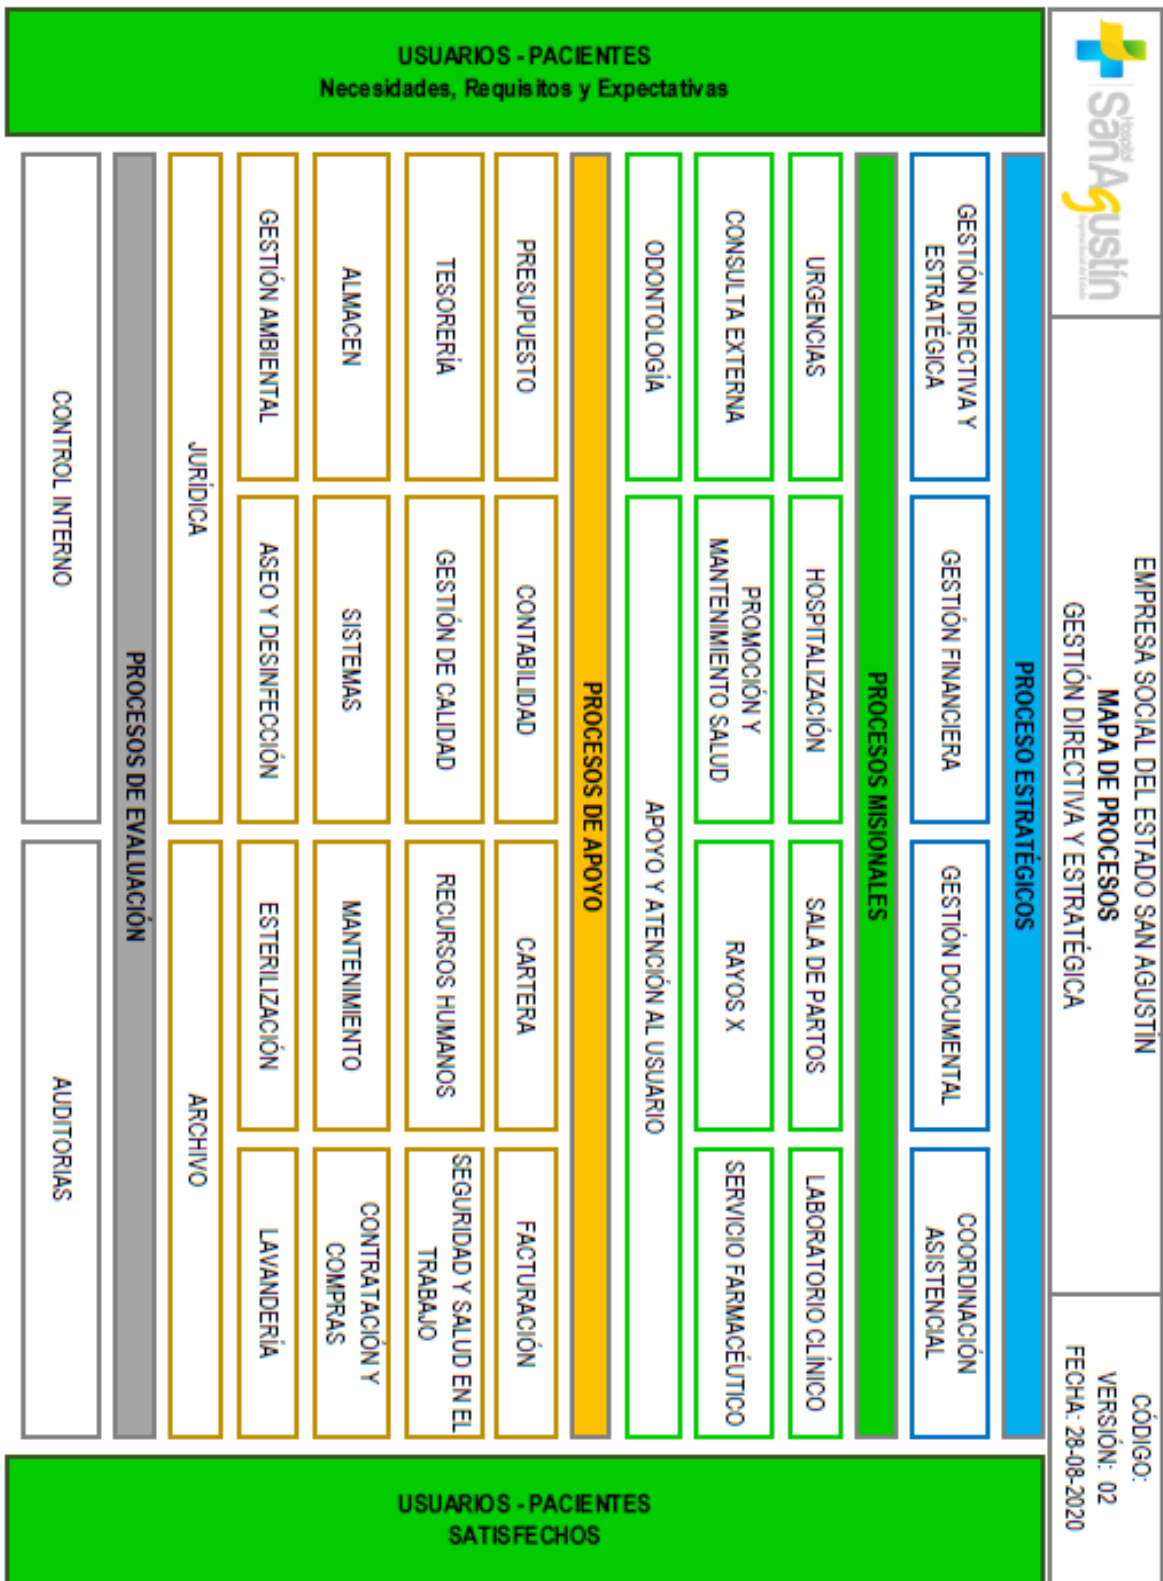 Hospital
SanAgustín
Empresa Social del Estado
EMPRESA SOCIAL DEL ESTADO SAN AGUSTÍN
MAPA DE PROCESOS
GESTIÓN DIRECTIVA Y ESTRATÉGICA
CÓDIGO:
VERSIÓN: 02
FECHA: 28-08-2020
USUARIOS - PACIENTES
Necesidades, Requisitos y Expectativas
PROCESO ESTRATÉGICOS
GESTIÓN DIRECTIVA Y
ESTRATÉGICA
GESTIÓN FINANCIERA
GESTIÓN DOCUMENTAL
COORDINACIÓN
ASISTENCIAL
PROCESOS MISIONALES
URGENCIAS
HOSPITALIZACIÓN
SALA DE PARTOS
LABORATORIO CLÍNICO
CONSULTA EXTERNA
PROMOCIÓN Y
MANTENIMIENTO SALUD
RAYOS X
SERVICIO FARMACÉUTICO
ODONTOLOGÍA
APOYO Y ATENCIÓN AL USUARIO
PROCESOS DE APOYO
PRESUPUESTO
CONTABILIDAD
CARTERA
FACTURACIÓN
TESORERÍA
GESTIÓN DE CALIDAD
RECURSOS HUMANOS
SEGURIDAD Y SALUD EN EL
TRABAJO
ALMACEN
SISTEMAS
MANTENIMIENTO
CONTRATACIÓN Y
COMPRAS
GESTIÓN AMBIENTAL
ASEO Y DESINFECCIÓN
ESTERILIZACIÓN
LAVANDERÍA
JURÍDICA
ARCHIVO
PROCESOS DE EVALUACIÓN
CONTROL INTERNO
AUDITORIAS
USUARIOS - PACIENTES
SATISFECHOS